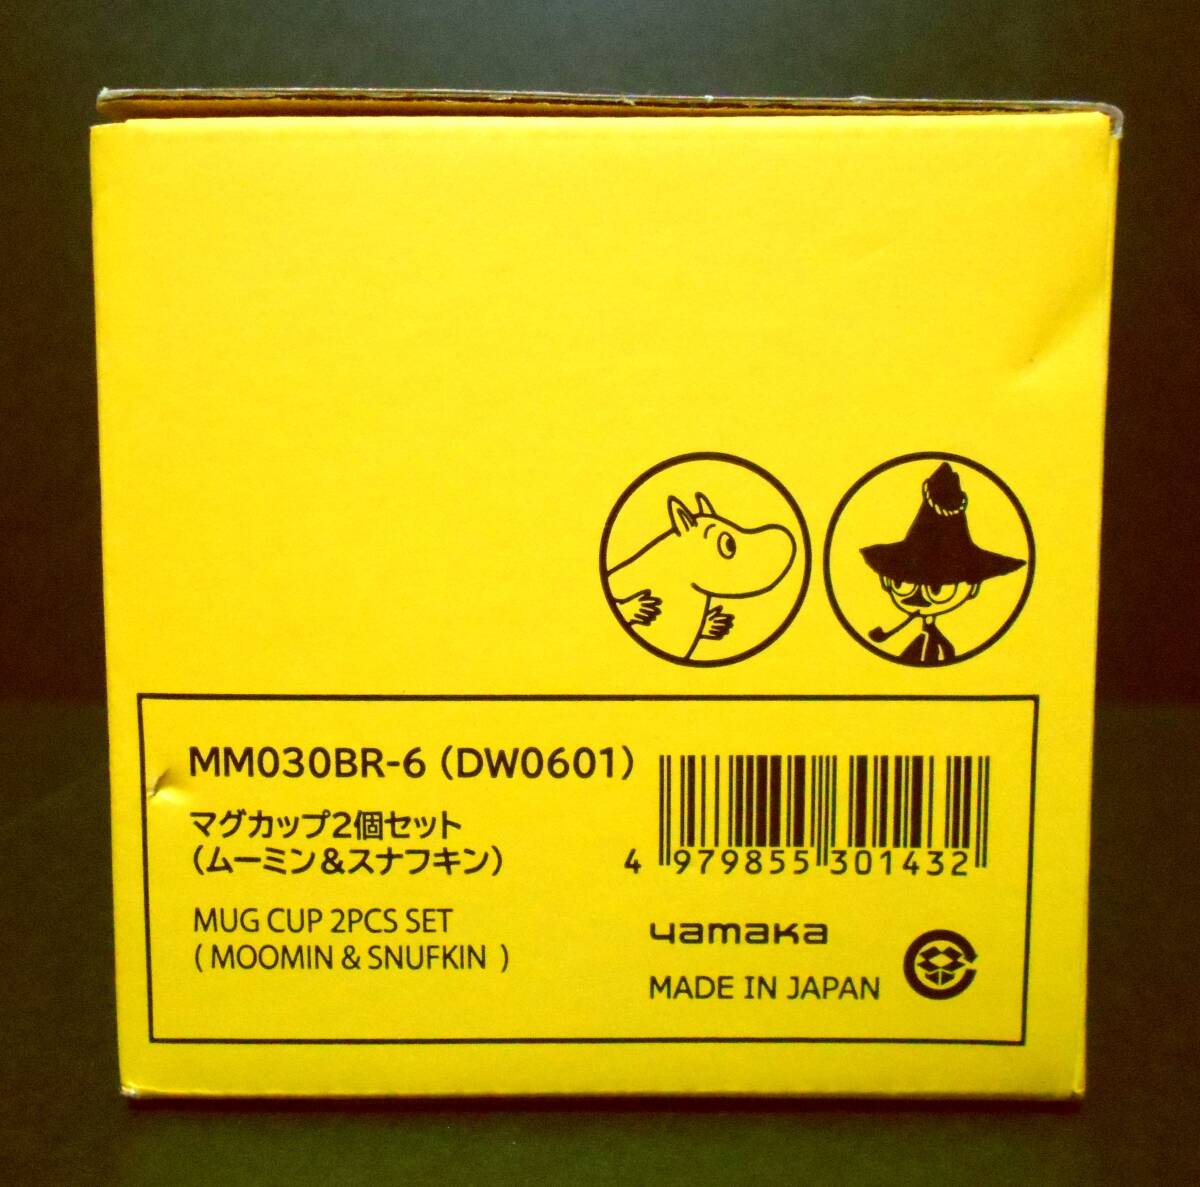 MM030BR-6 (DW0601)
マグカップ2個セット
(ムーミン&スナフキン)
MUG CUP 2PCS SET
( MOOMIN & SNUFKIN )
4 979855 301432
yamaka
MADE IN JAPAN